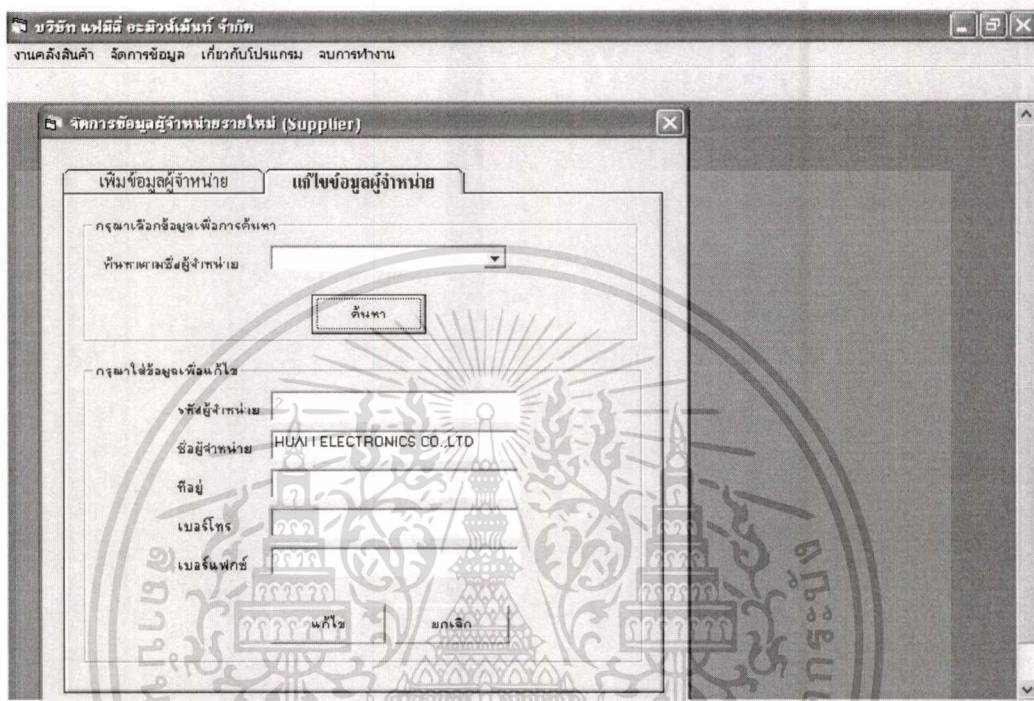 บริษัท แฟมิลี่ อะมิวส์เม้นท์ จำกัด
งานคลังสินค้า จัดการข้อมูล เกี่ยวกับโปรแกรม จบการทำงาน
จัดการข้อมูลผู้จำหน่ายรายใหม่ (Supplier)
เพิ่มข้อมูลผู้จำหน่าย แก้ไขข้อมูลผู้จำหน่าย
กรุณาเลือกข้อมูลเพื่อการค้นหา
ค้นหาตามชื่อผู้จำหน่าย
ค้นหา
กรุณาใส่ข้อมูลเพื่อแก้ไข
รหัสผู้จำหน่าย 2
ชื่อผู้จำหน่าย ELECTRONICS CO.,LTD
ที่อยู่
เบอร์โทร
เบอร์แฟกซ์
แก้ไข ยกเลิก